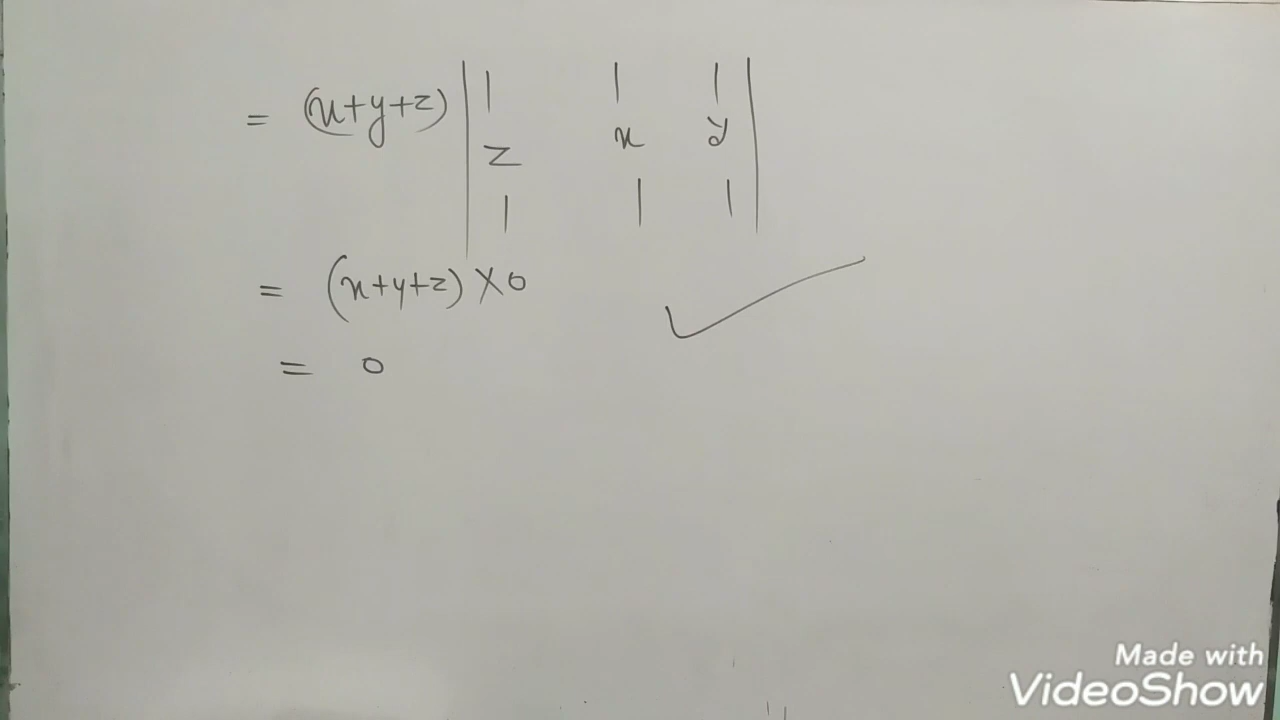 = (x+y+z) | 1 1 1 |
| z x y |
| 1 1 1 |
= (x+y+z) × 0
= 0
Made with
VideoShow